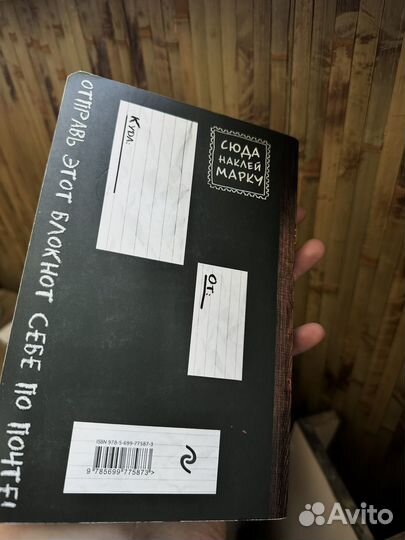 ОТПРАВЬ ЭТОТ БЛОКНОТ СЕБЕ ПО ПОЧТЕ!
Куда:
СЮДА
НАКЛЕЙ
МАРКУ
От:
ISBN 978-5-699-77587-3
9 785699 775873 >
Avito